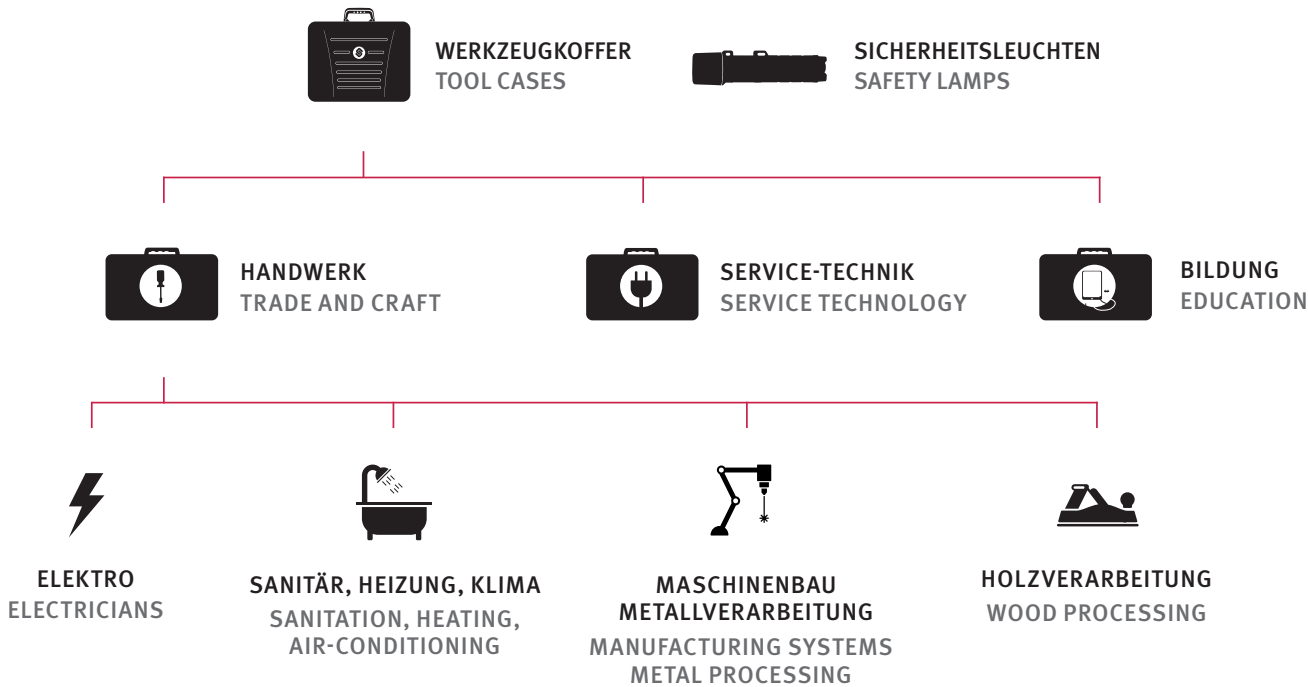 WERKZEUGKOFFER
TOOL CASES
SICHERHEITSLEUCHTEN
SAFETY LAMPS
HANDWERK
TRADE AND CRAFT
SERVICE-TECHNIK
SERVICE TECHNOLOGY
BILDUNG
EDUCATION
ELEKTRO
ELECTRICIANS
SANITÄR, HEIZUNG, KLIMA
SANITATION, HEATING,
AIR-CONDITIONING
MASCHINENBAU
METALLVERARBEITUNG
MANUFACTURING SYSTEMS
METAL PROCESSING
HOLZVERARBEITUNG
WOOD PROCESSING